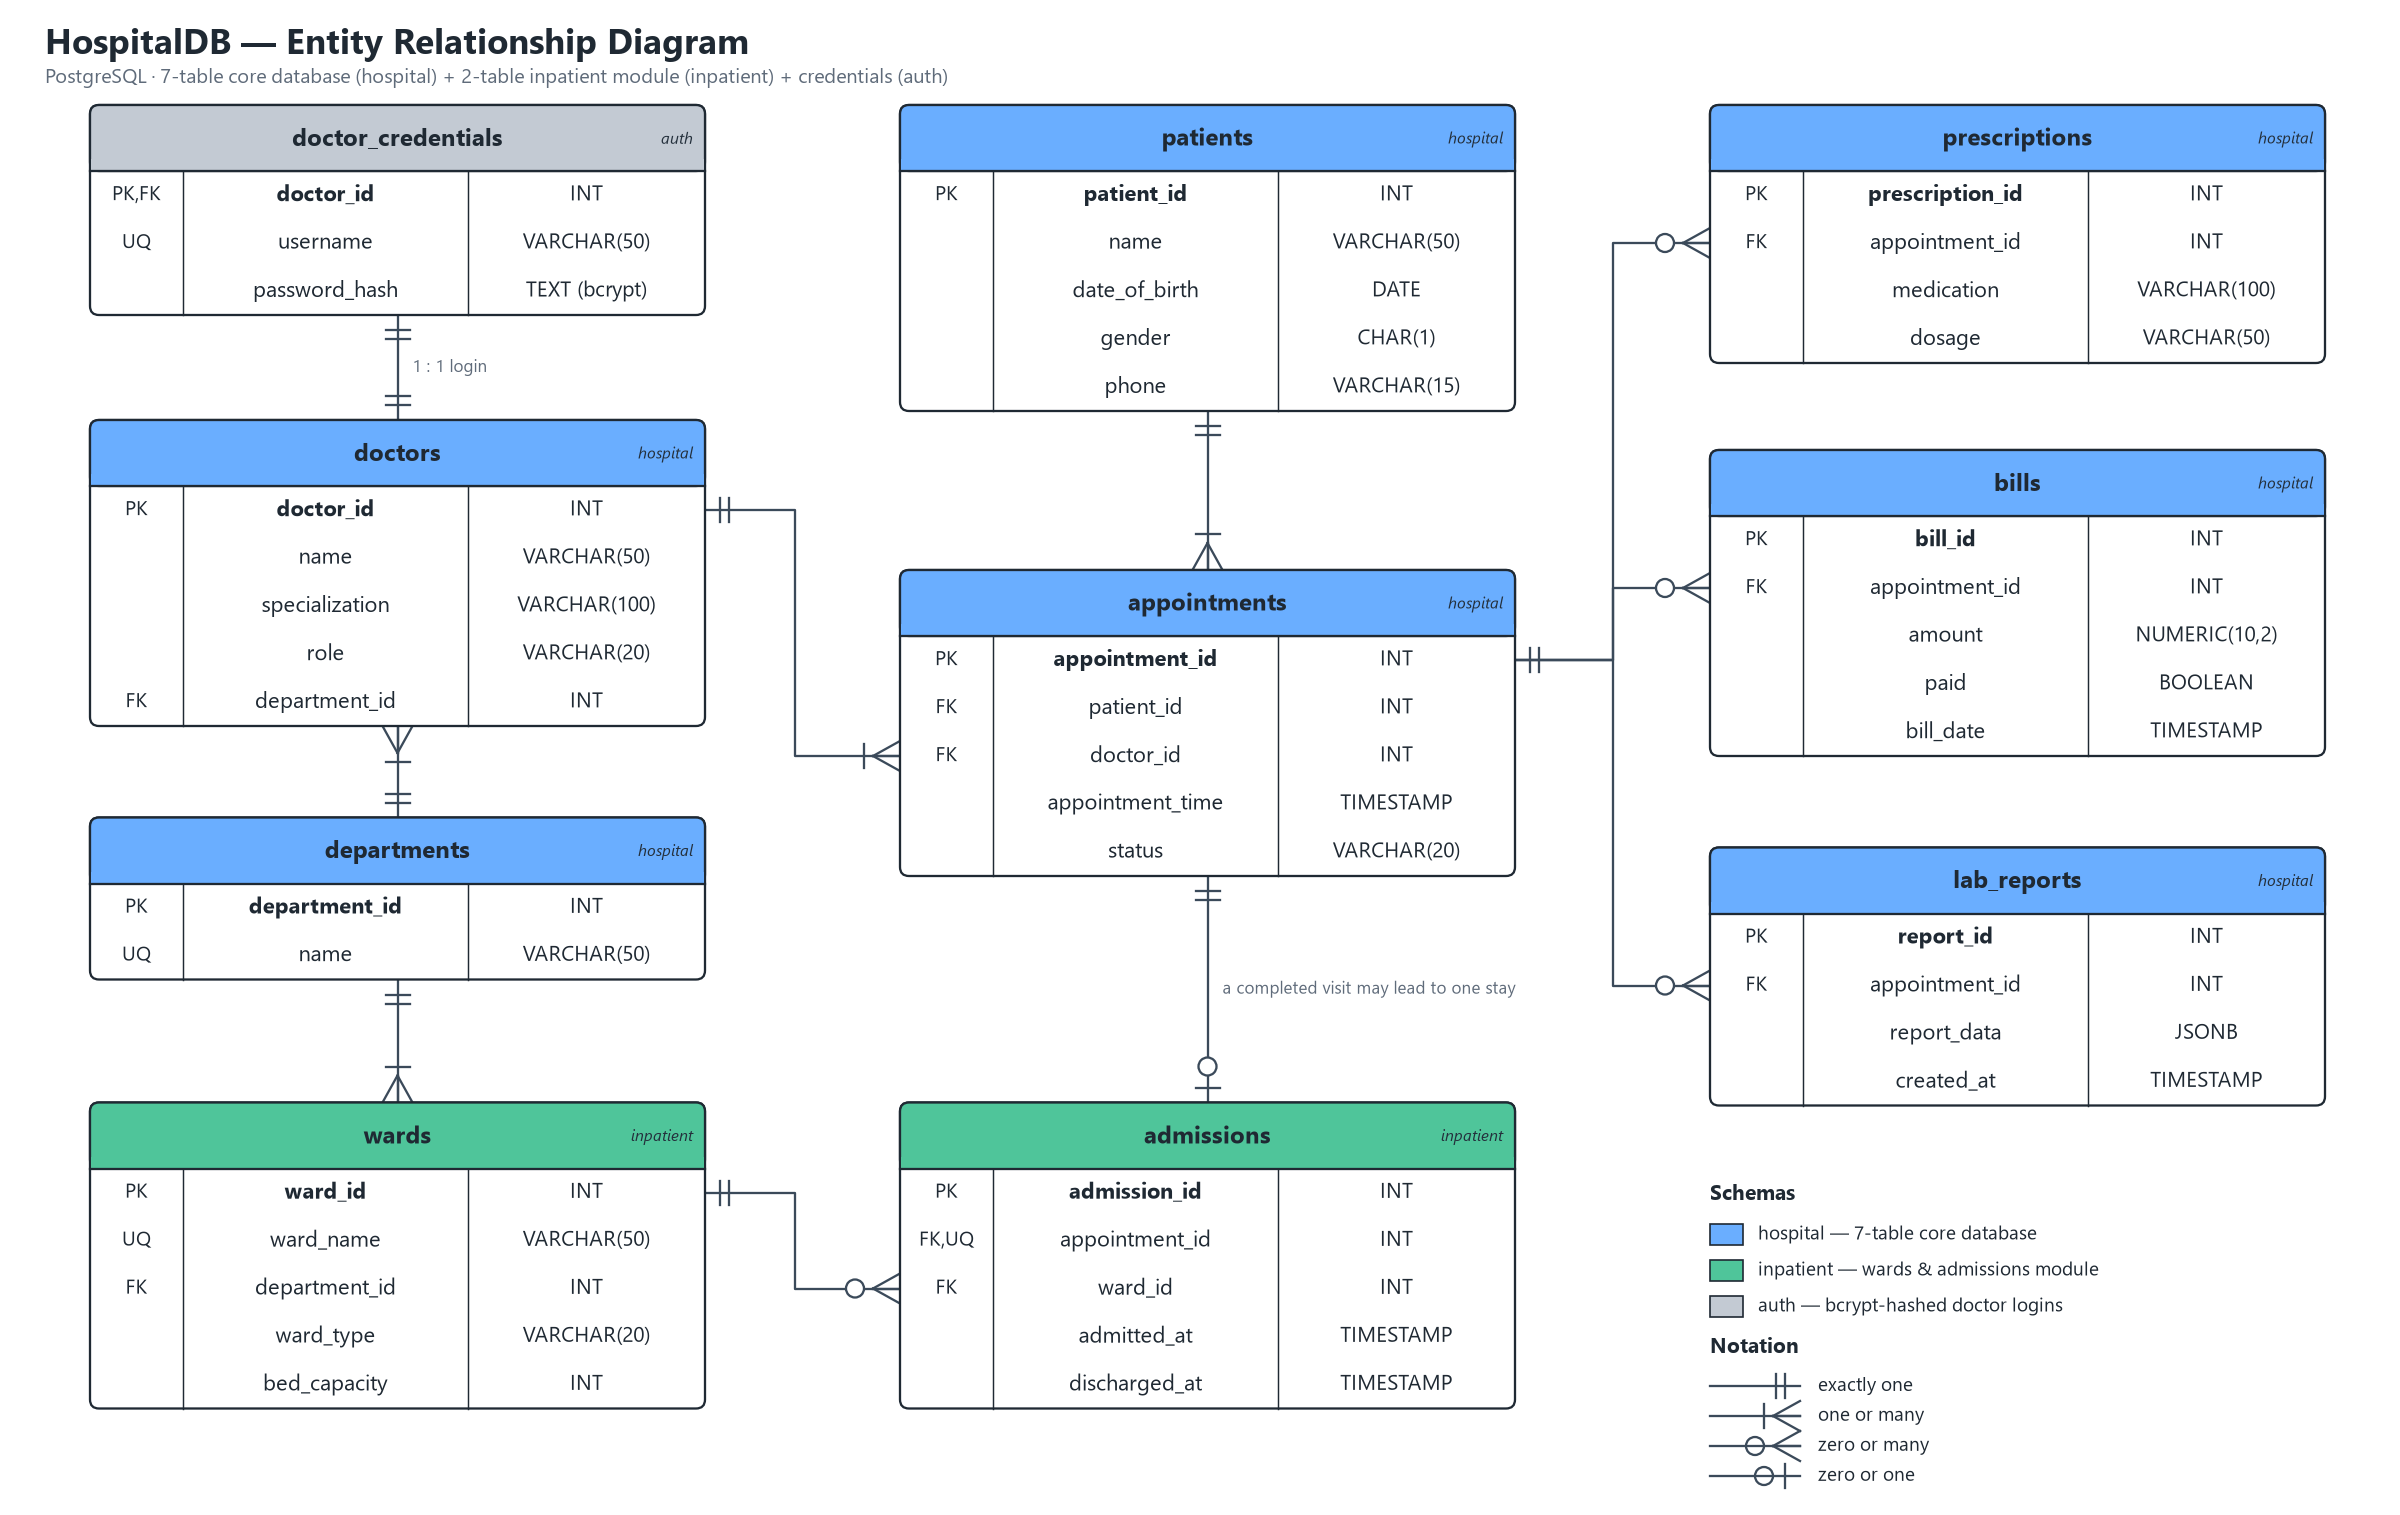 HospitalDB — Entity Relationship Diagram
PostgreSQL · 7-table core database (hospital) + 2-table inpatient module (inpatient) + credentials (auth)
doctor_credentials auth
PK,FK doctor_id INT
UQ username VARCHAR(50)
password_hash TEXT (bcrypt)
1 : 1 login
doctors hospital
PK doctor_id INT
name VARCHAR(50)
specialization VARCHAR(100)
role VARCHAR(20)
FK department_id INT
departments hospital
PK department_id INT
UQ name VARCHAR(50)
wards inpatient
PK ward_id INT
UQ ward_name VARCHAR(50)
FK department_id INT
ward_type VARCHAR(20)
bed_capacity INT
patients hospital
PK patient_id INT
name VARCHAR(50)
date_of_birth DATE
gender CHAR(1)
phone VARCHAR(15)
appointments hospital
PK appointment_id INT
FK patient_id INT
FK doctor_id INT
appointment_time TIMESTAMP
status VARCHAR(20)
a completed visit may lead to one stay
admissions inpatient
PK admission_id INT
FK,UQ appointment_id INT
FK ward_id INT
admitted_at TIMESTAMP
discharged_at TIMESTAMP
prescriptions hospital
PK prescription_id INT
FK appointment_id INT
medication VARCHAR(100)
dosage VARCHAR(50)
bills hospital
PK bill_id INT
FK appointment_id INT
amount NUMERIC(10,2)
paid BOOLEAN
bill_date TIMESTAMP
lab_reports hospital
PK report_id INT
FK appointment_id INT
report_data JSONB
created_at TIMESTAMP
Schemas
hospital — 7-table core database
inpatient — wards & admissions module
auth — bcrypt-hashed doctor logins
Notation
exactly one
one or many
zero or many
zero or one